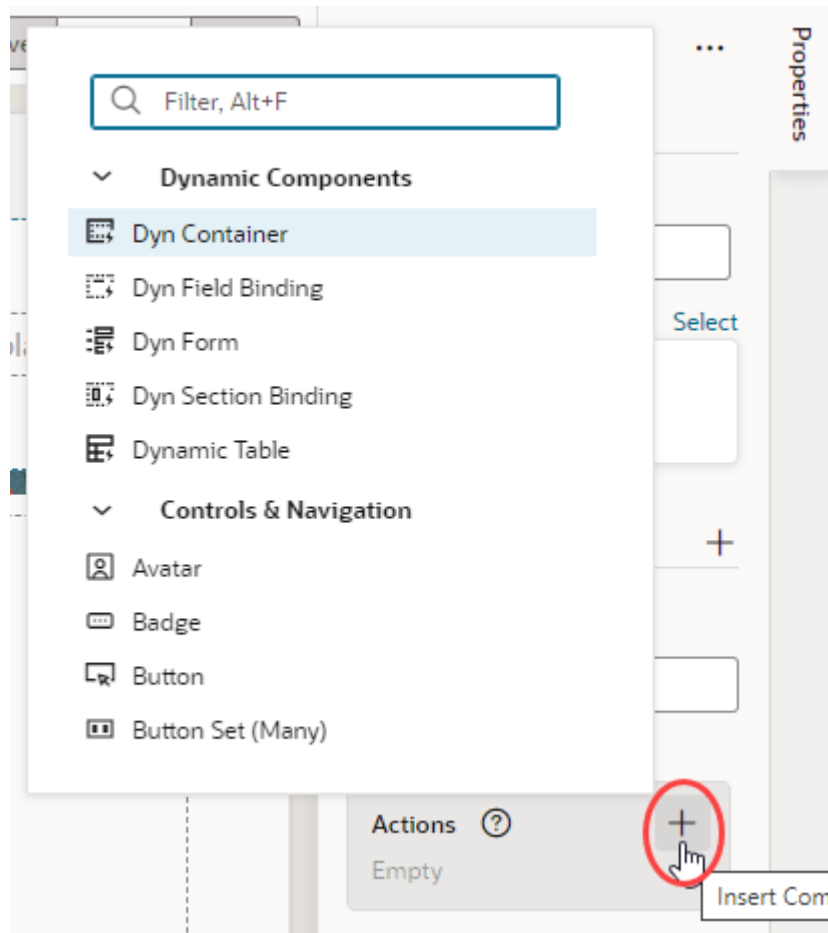 Properties
Filter, Alt+F
Dynamic Components
Dyn Container
Dyn Field Binding
Select
Dyn Form
Dyn Section Binding
Dynamic Table
Controls & Navigation
Avatar
Badge
Button
Button Set (Many)
Actions
Empty
Insert Com